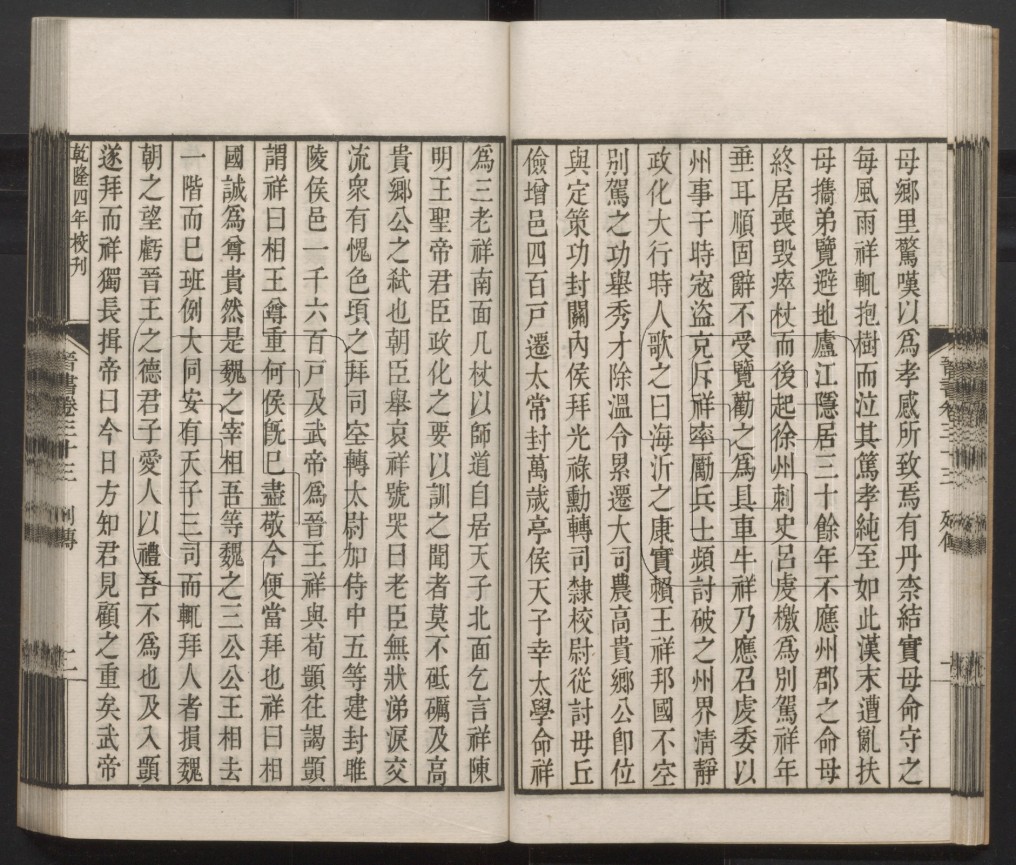 母鄉里驚嘆以爲孝感所致焉有丹柰結實母命守之
每風雨祥輒抱樹而泣其篤孝純至如此漢末遭亂扶
母攜弟覽避地廬江隱居三十餘年不應州郡之命母
終居喪毀瘁杖而後起徐州刺史呂虔檄爲別駕祥年
垂耳順固辭不受覽勸之爲具車牛祥乃應召虔委以
州事于時寇盜充斥祥率勵兵士頻討破之州界清靜
政化大行時人歌之曰海沂之康實賴王祥邦國不空
別駕之功舉秀才除溫令累遷大司農高貴鄉公卽位
與定策功封關內侯拜光祿勳轉司隸校尉從討毋丘
儉增邑四百戸遷太常封萬歲亭侯天子幸太學命祥
爲三老祥南面几杖以師道自居天子北面乞言祥陳
明王聖帝君臣政化之要以訓之聞者莫不砥礪及高
貴鄉公之弒也朝臣舉哀祥號哭曰老臣無狀涕淚交
流衆有愧色頃之拜司空轉太尉加侍中五等建封睢
陵侯邑一千六百戸及武帝爲晉王祥與荀顗往謁顗
謂祥曰相王尊重何侯旣已盡敬今便當拜也祥曰相
國誠爲尊貴然是魏之宰相吾等魏之三公公王相去
一階而已班例大同安有天子三司而輒拜人者損魏
朝之望虧晉王之德君子愛人以禮吾不爲也及入顗
遂拜而祥獨長揖帝曰今日方知君見顧之重矣武帝
乾隆四年校刊
晉書卷三十三 列傳
二